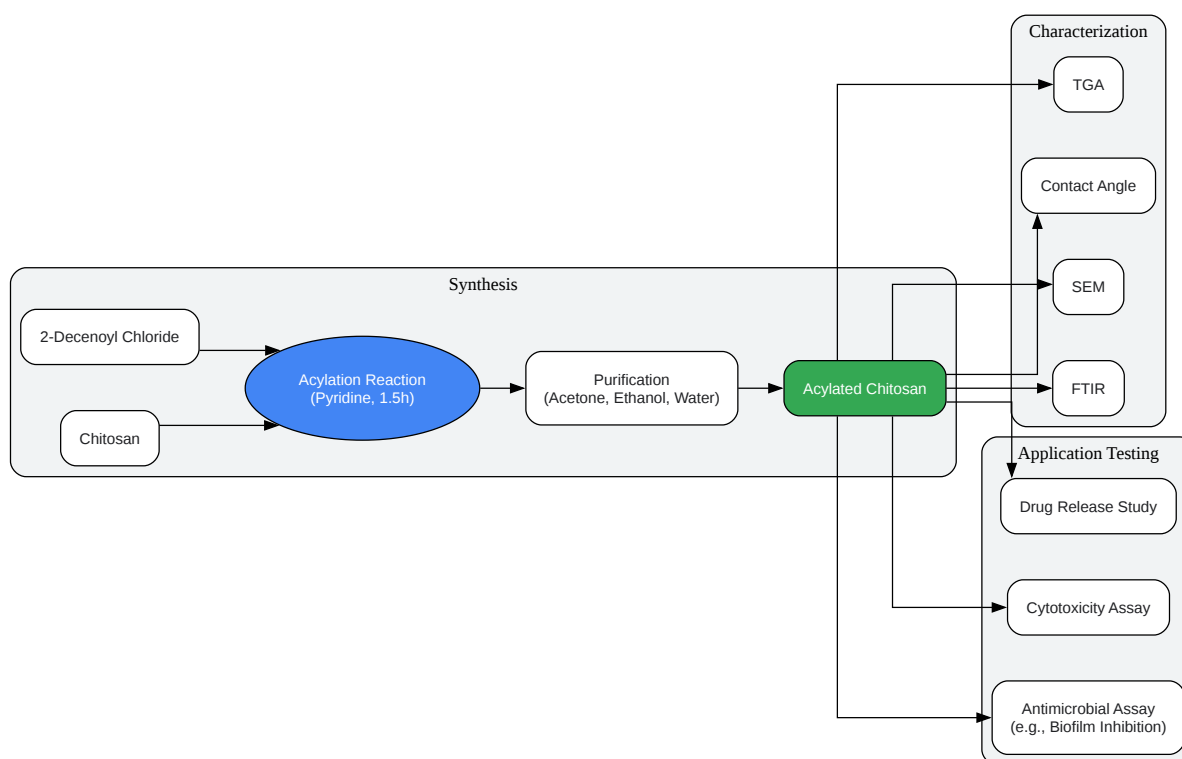 Synthesis
2-Decenoyl Chloride
Chitosan
Acylation Reaction
(Pyridine, 1.5h)
Purification
(Acetone, Ethanol, Water)
Acylated Chitosan
Characterization
TGA
Contact Angle
SEM
FTIR
Application Testing
Drug Release Study
Cytotoxicity Assay
Antimicrobial Assay
(e.g., Biofilm Inhibition)